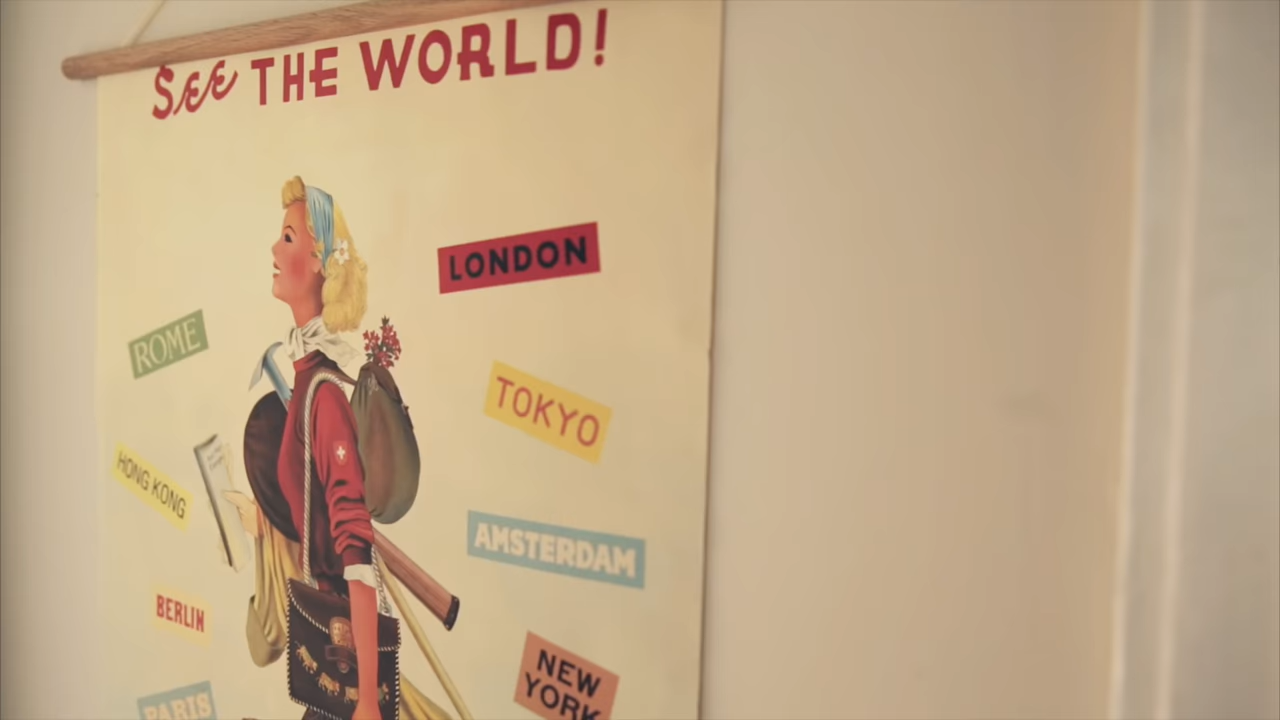 SEE THE WORLD!
LONDON
ROME
TOKYO
HONG KONG
AMSTERDAM
BERLIN
NEW
YORK
PARIS